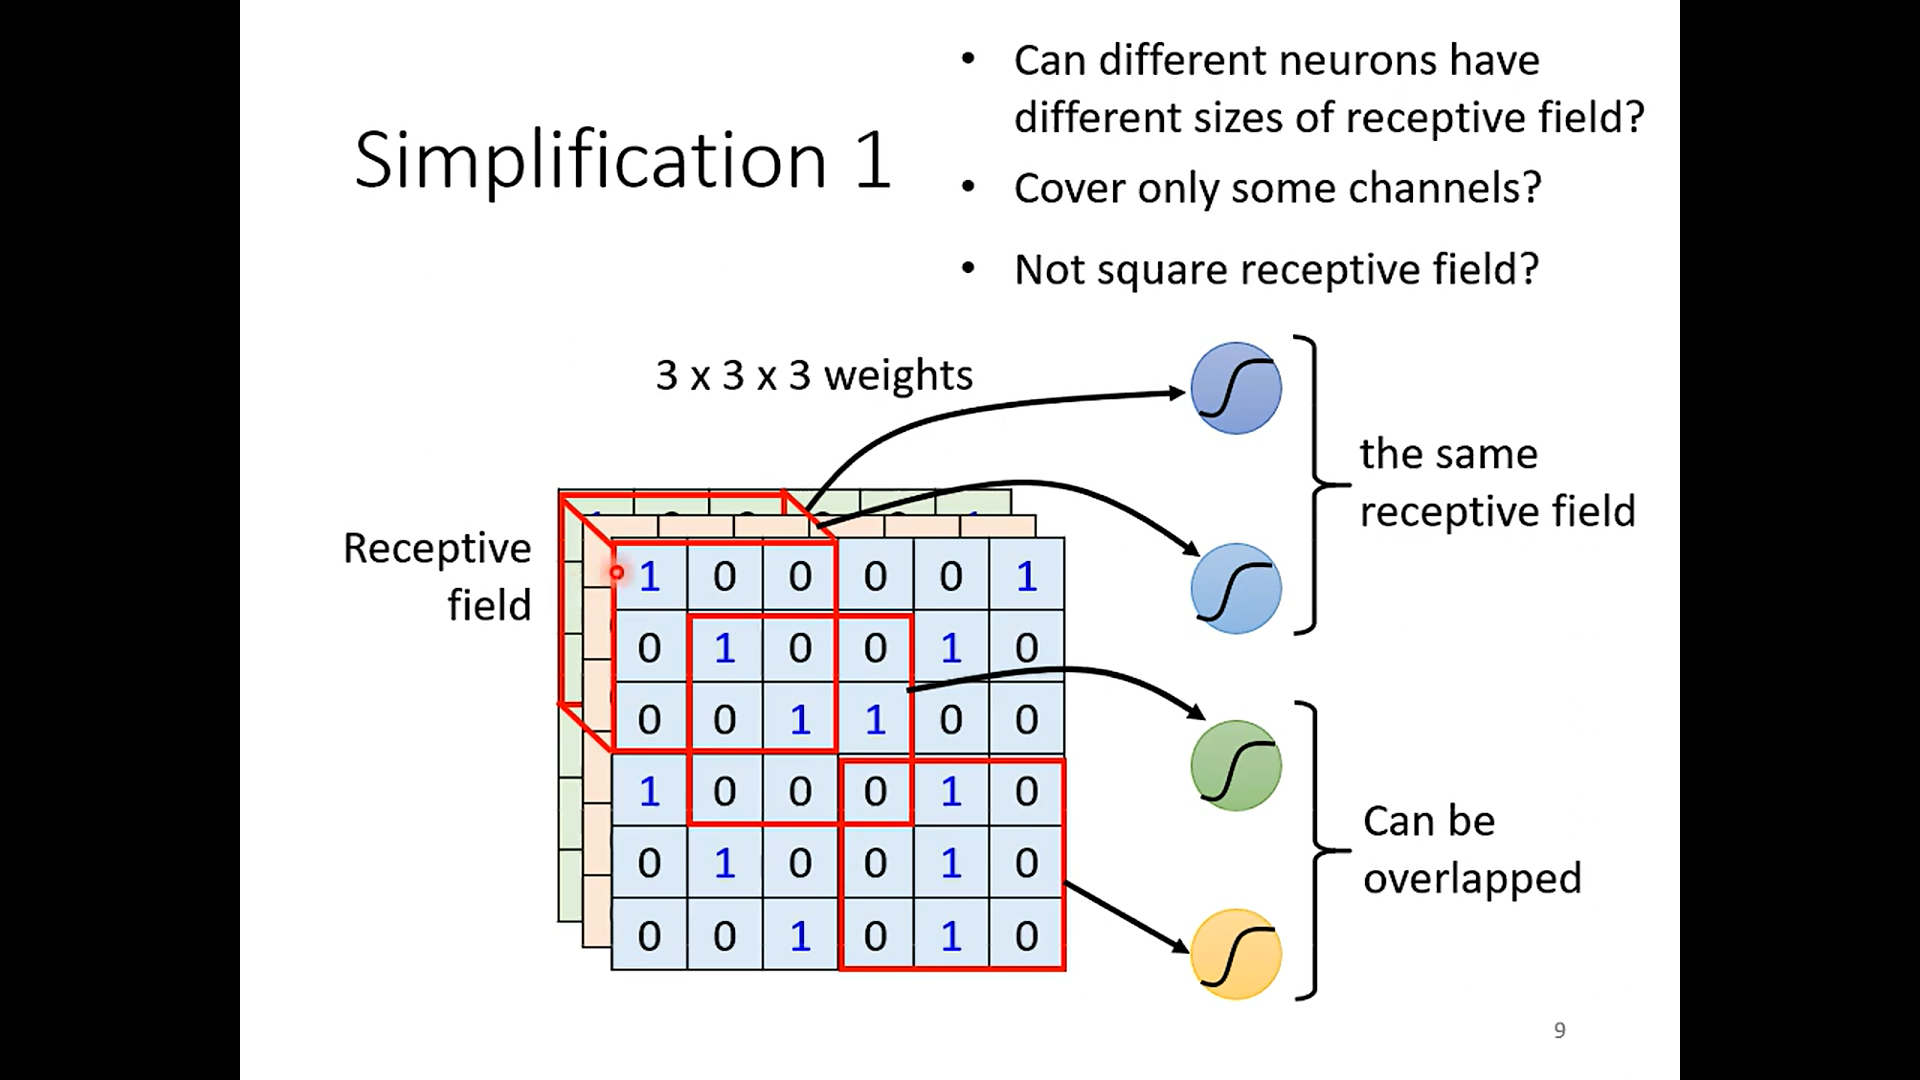 Simplification 1
• Can different neurons have
different sizes of receptive field?
• Cover only some channels?
• Not square receptive field?
3 x 3 x 3 weights
the same
receptive field
Receptive
field
1 0 0 0 0 1
0 1 0 0 1 0
0 0 1 1 0 0
1 0 0 0 1 0
0 1 0 0 1 0
0 0 1 0 1 0
Can be
overlapped
9